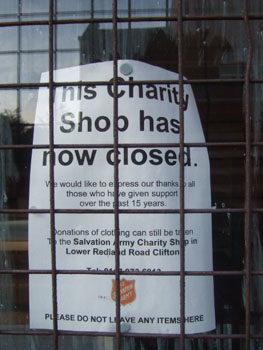 This Charity
Shop has
now closed.
We would like to express our thanks to all
those who have given support
over the past 15 years.
Donations of clothing can still be taken
To the Salvation Army Charity Shop in
Lower Redland Road Clifton
Tel:
PLEASE DO NOT LEAVE ANY ITEMS HERE